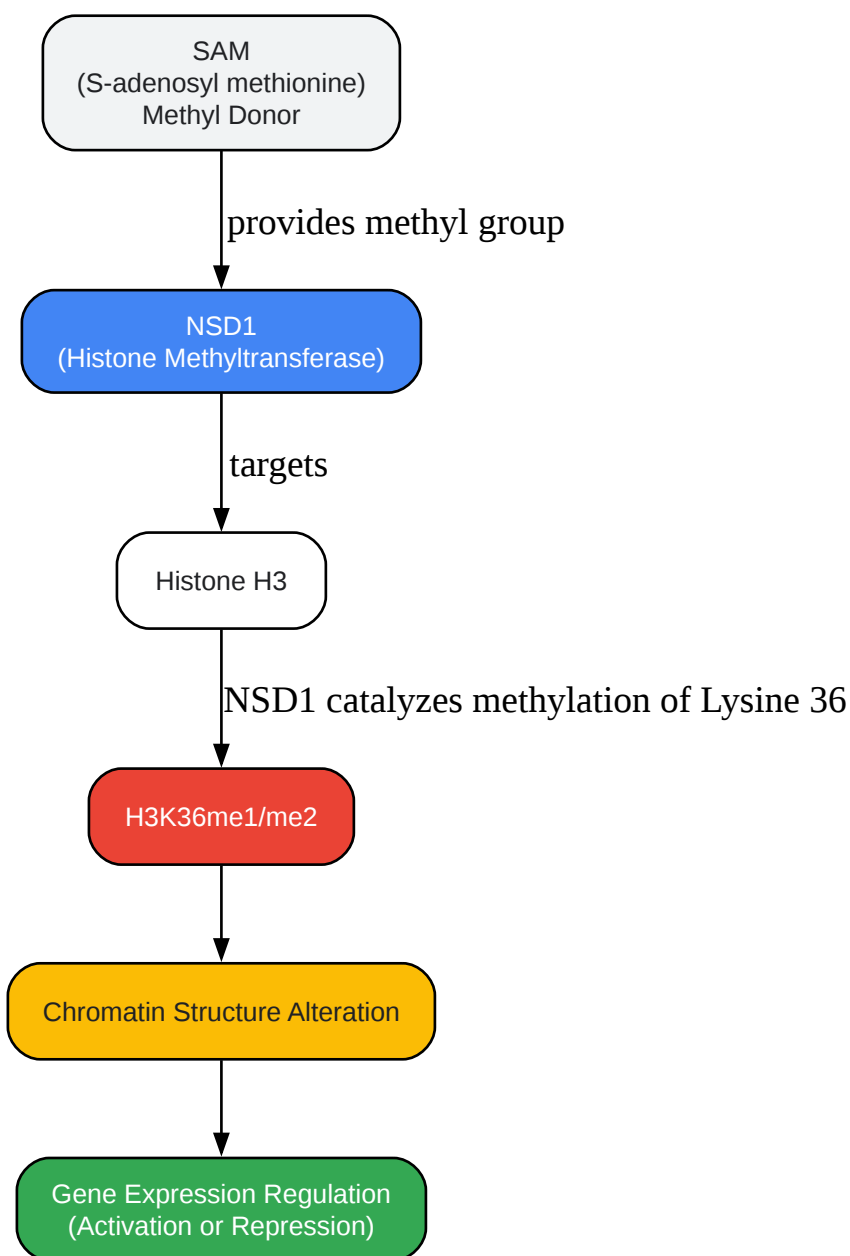 SAM
(S-adenosyl methionine)
Methyl Donor
provides methyl group
NSD1
(Histone Methyltransferase)
targets
Histone H3
NSD1 catalyzes methylation of Lysine 36
H3K36me1/me2
Chromatin Structure Alteration
Gene Expression Regulation
(Activation or Repression)